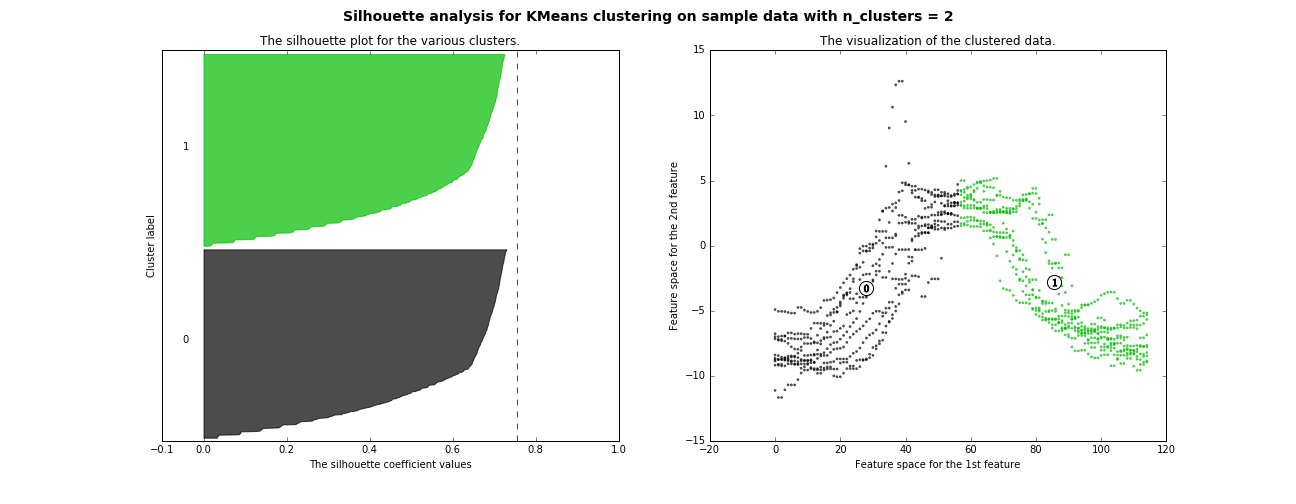 Silhouette analysis for KMeans clustering on sample data with n_clusters = 2
The silhouette plot for the various clusters.
Cluster label
1
0
−0.1 0.0 0.2 0.4 0.6 0.8 1.0
The silhouette coefficient values
The visualization of the clustered data.
Feature space for the 2nd feature
15
10
5
0
−5
−10
−15
0
1
−20 0 20 40 60 80 100 120
Feature space for the 1st feature